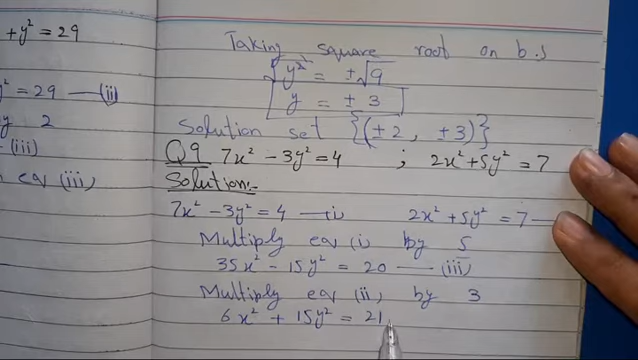 +y² = 29
y² = 29 — (ii)
y 2
(iii)
eq (iii)
Taking square root on b.s
√y² = ±√9
y = ± 3
Solution set {(±2, ±3)}
Q9 7x² - 3y² = 4 ; 2x² + 5y² = 7
Solution:-
7x² - 3y² = 4 — (i) 2x² + 5y² = 7 —
Multiply eq (i) by 5
35x² - 15y² = 20 — (iii)
Multiply eq (ii) by 3
6x² + 15y² = 21